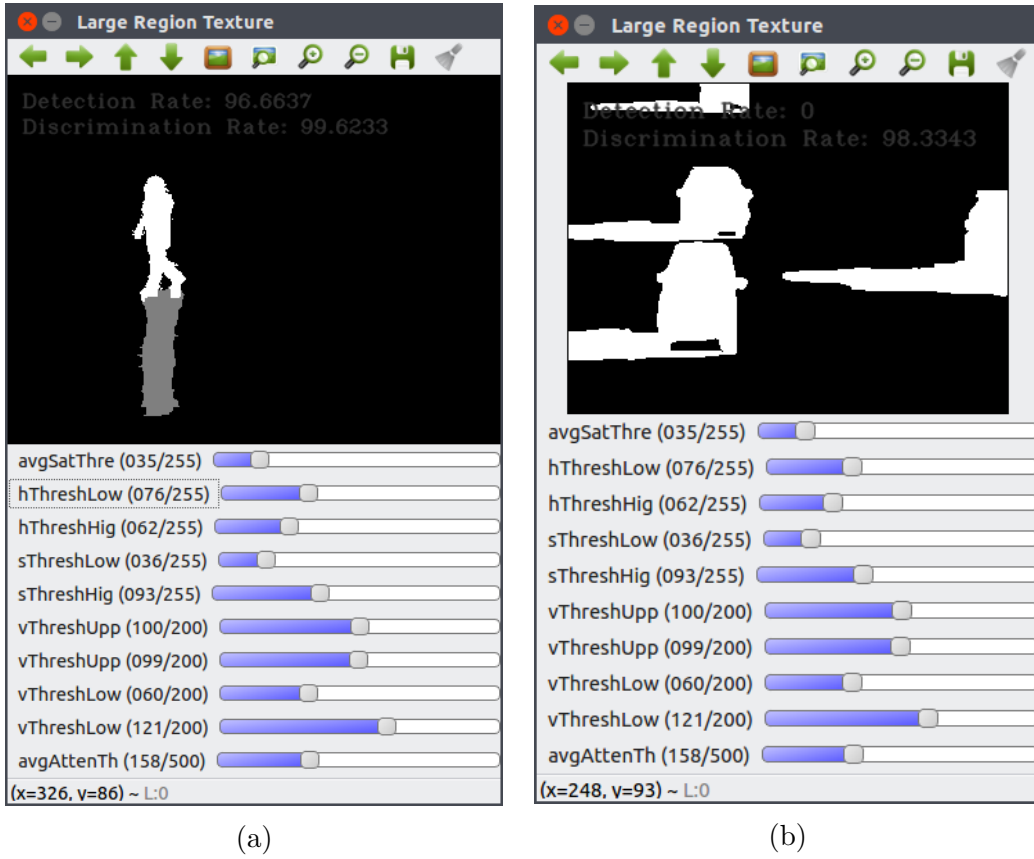 Large Region Texture
Detection Rate: 96.6637
Discrimination Rate: 99.6233
avgSatThre (035/255)
hThreshLow (076/255)
hThreshHig (062/255)
sThreshLow (036/255)
sThreshHig (093/255)
vThreshUpp (100/200)
vThreshUpp (099/200)
vThreshLow (060/200)
vThreshLow (121/200)
avgAttenTh (158/500)
(x=326, y=86) ~ L:0
(a)
Large Region Texture
Detection Rate: 0
Discrimination Rate: 98.3343
avgSatThre (035/255)
hThreshLow (076/255)
hThreshHig (062/255)
sThreshLow (036/255)
sThreshHig (093/255)
vThreshUpp (100/200)
vThreshUpp (099/200)
vThreshLow (060/200)
vThreshLow (121/200)
avgAttenTh (158/500)
(x=248, y=93) ~ L:0
(b)